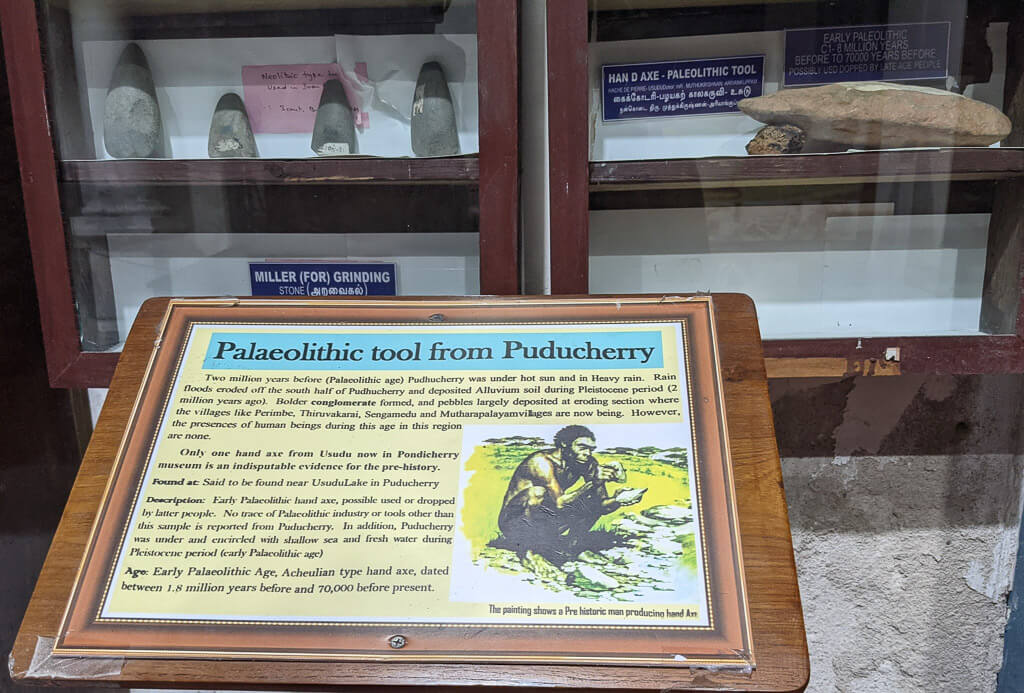 Neolithic type
Used in
HAN D AXE - PALEOLITHIC TOOL
கைக்கோடரி-பழயகற் காலகருவி- உசுடு
EARLY PALEOLITHIC
C1- 8 MILLION YEARS
BEFORE TO 70000 YEARS BEFORE
POSSIBLY USD DOPPED BY LATE AGE PEUPLE
MILLER (FOR) GRINDING
STONE (அறவைகல்)
Palaeolithic tool from Puducherry
Two million years before (Palaeolithic age) Pudhucherry was under hot sun and in Heavy rain. Rain
floods eroded off the south half of Pudhucherry and deposited Alluvium soil during Pleistocene period (2
million years ago). Bolder conglomerate formed, and pebbles largely deposited at eroding section where
the villages like Perimbe, Thiruvakarai, Sengamedu and Mutharapalayamvillages are now being. However,
the presences of human beings during this age in this region
are none.
Only one hand axe from Usudu now in Pondicherry
museum is an indisputable evidence for the pre-history.
Found at: Said to be found near UsuduLake in Puducherry
Description: Early Palaeolithic hand axe, possible used or dropped
by latter people. No trace of Palaeolithic industry or tools other than
this sample is reported from Puducherry. In addition, Puducherry
was under and encircled with shallow sea and fresh water during
Pleistocene period (early Palaeolithic age)
Age: Early Palaeolithic Age, Acheulian type hand axe, dated
between 1.8 million years before and 70,000 before present.
The painting shows a Pre historic man producing hand Axe